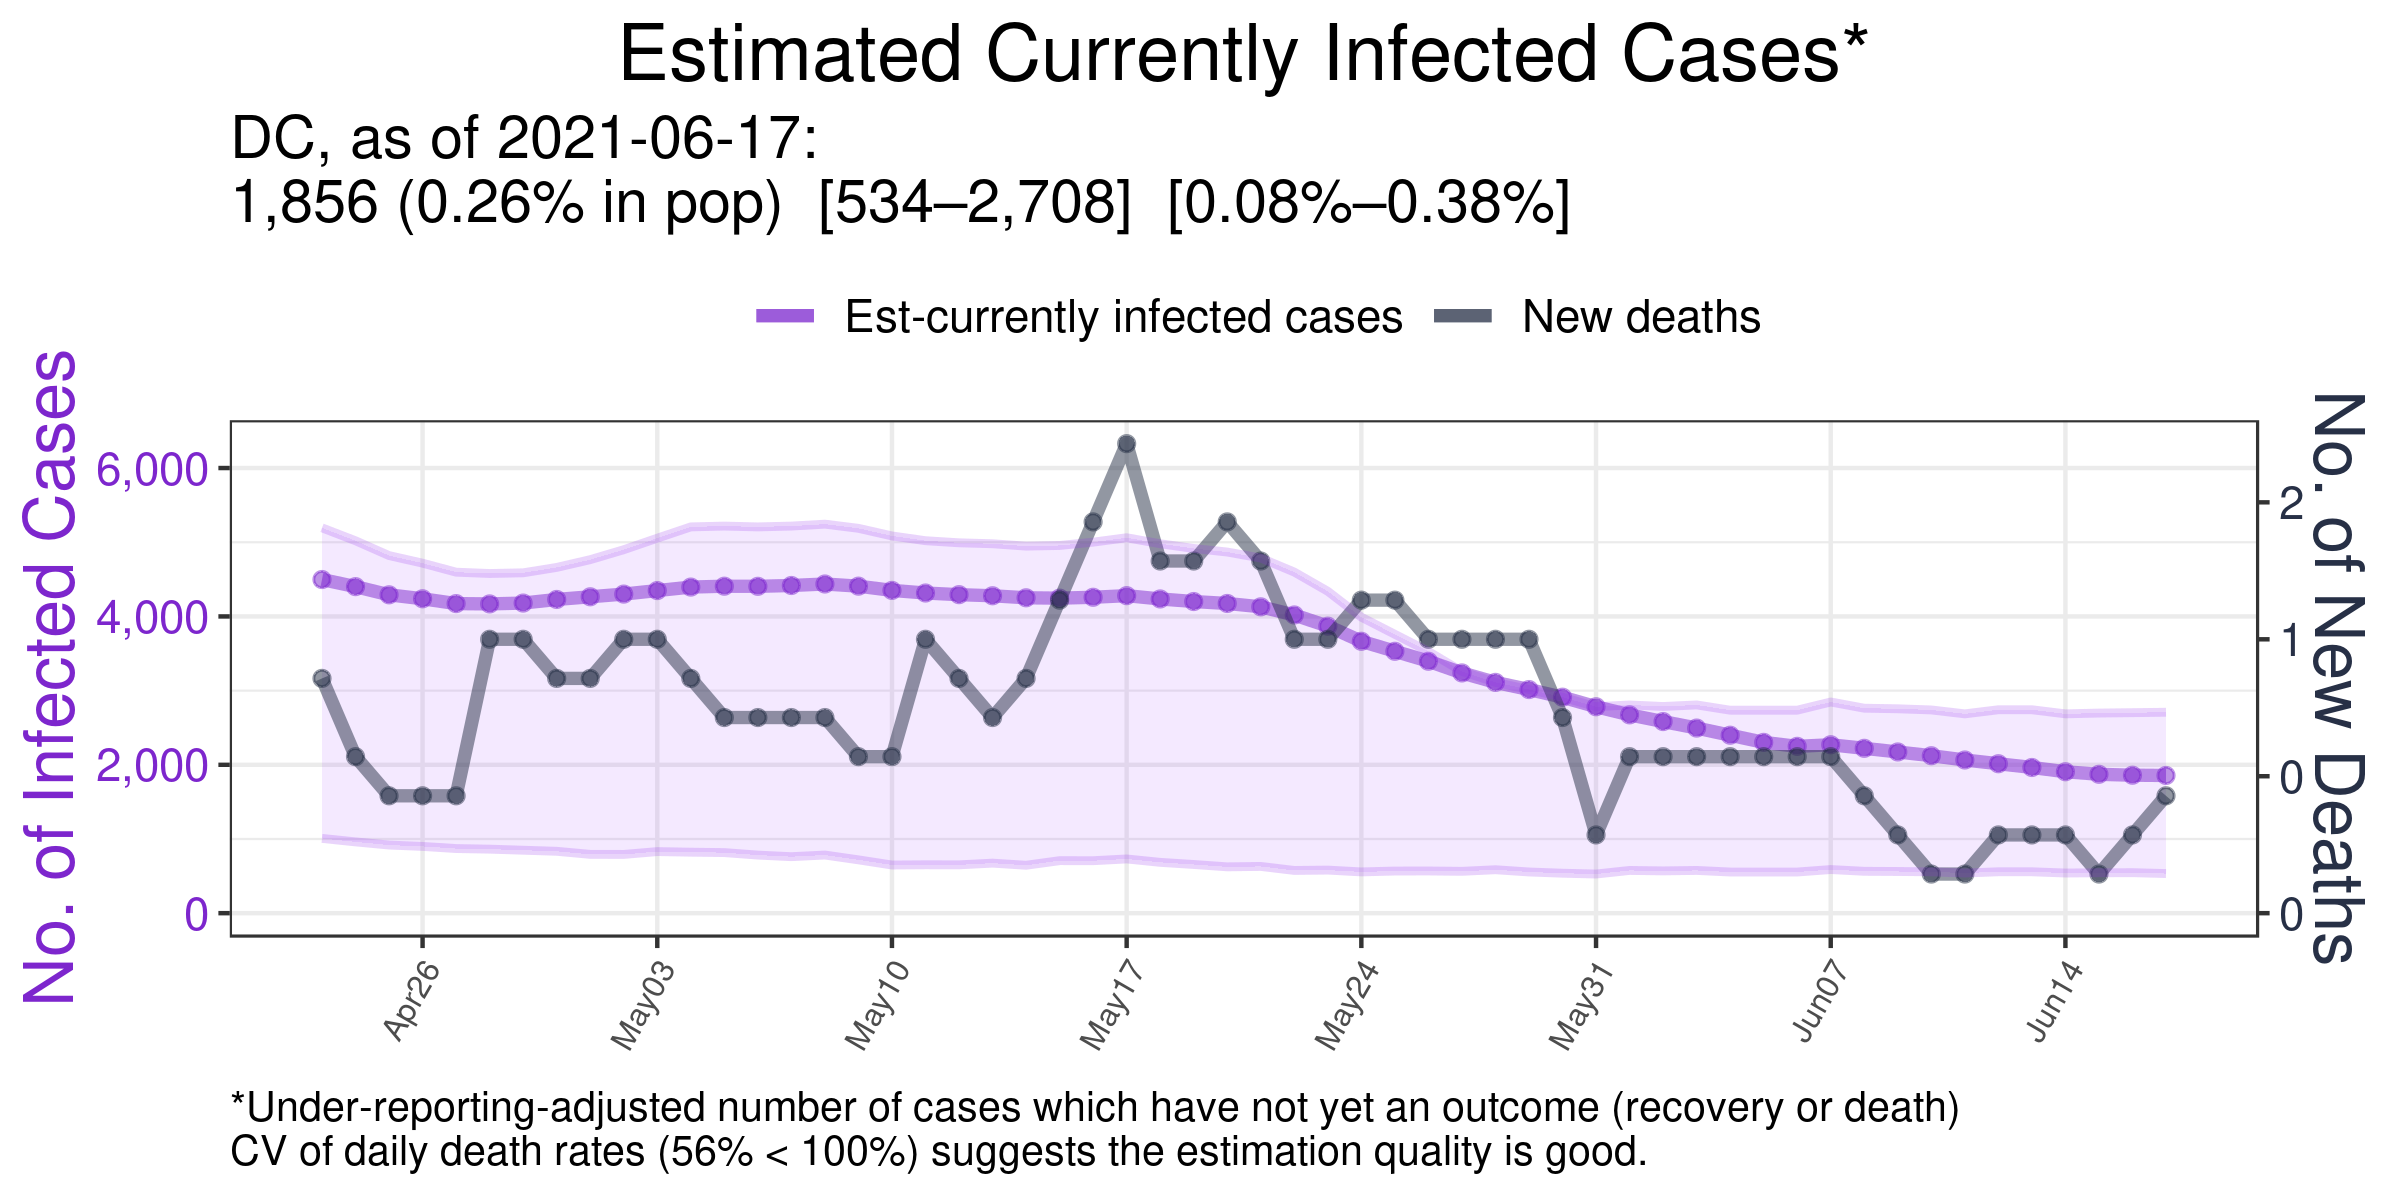 Estimated Currently Infected Cases*
DC, as of 2021-06-17:
1,856 (0.26% in pop)  [534–2,708]  [0.08%–0.38%]
Est-currently infected cases
New deaths
No. of Infected Cases
6,000
4,000
2,000
0
No. of New Deaths
2
1
0
0
Apr26
May03
May10
May17
May24
May31
Jun07
Jun14
*Under-reporting-adjusted number of cases which have not yet an outcome (recovery or death)
CV of daily death rates (56% < 100%) suggests the estimation quality is good.